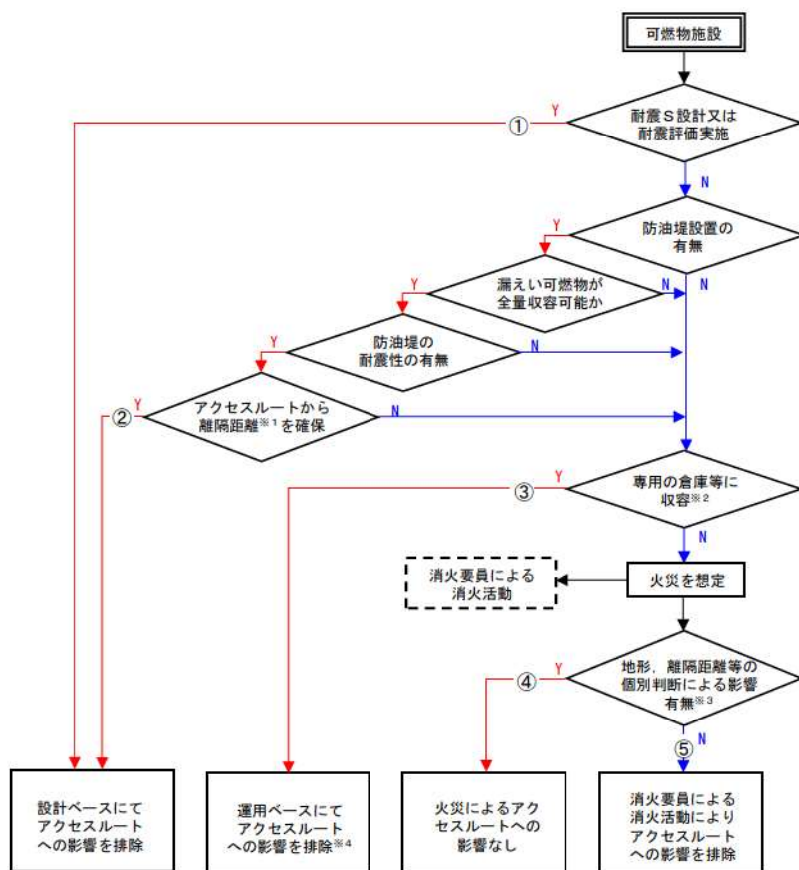 可燃物施設
耐震S設計又は
耐震評価実施
Y
①
N
防油堤設置の
有無
Y
N
漏えい可燃物が
全量収容可能か
Y
N
防油堤の
耐震性の有無
Y
N
アクセスルートから
離隔距離※1を確保
Y
②
N
専用の倉庫等に
収容※2
Y
③
N
火災を想定
消火要員による
消火活動
地形,離隔距離等の
個別判断による影響
有無※3
Y
④
⑤
N
設計ベースにて
アクセスルート
への影響を排除
運用ベースにて
アクセスルート
への影響を排除※4
火災によるアク
セスルートへの
影響なし
消火要員による
消火活動により
アクセスルート
への影響を排除